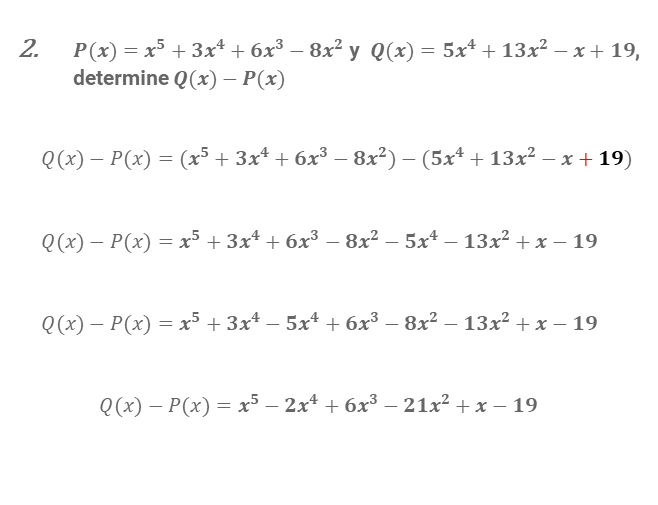 2. P(x) = x⁵ + 3x⁴ + 6x³ − 8x² y Q(x) = 5x⁴ + 13x² − x + 19,
determine Q(x) − P(x)
Q(x) − P(x) = (x⁵ + 3x⁴ + 6x³ − 8x²) − (5x⁴ + 13x² − x + 19)
Q(x) − P(x) = x⁵ + 3x⁴ + 6x³ − 8x² − 5x⁴ − 13x² + x − 19
Q(x) − P(x) = x⁵ + 3x⁴ − 5x⁴ + 6x³ − 8x² − 13x² + x − 19
Q(x) − P(x) = x⁵ − 2x⁴ + 6x³ − 21x² + x − 19